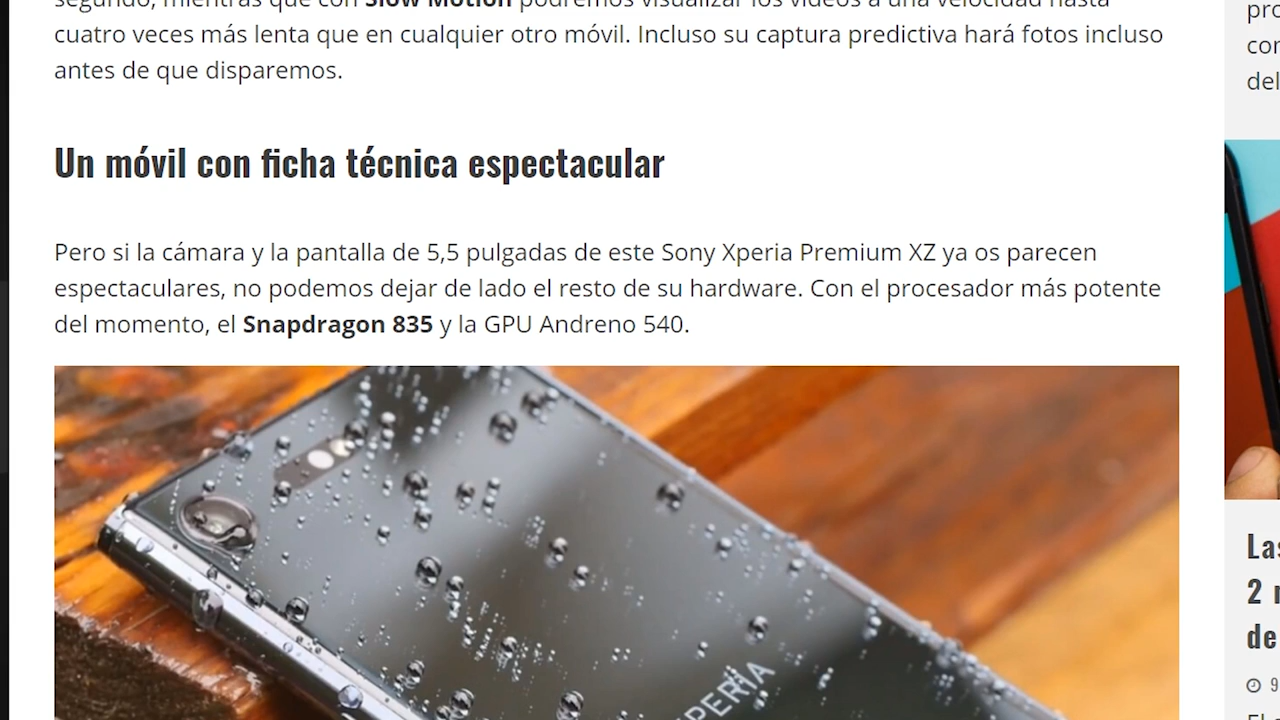 segundo, mientras que con Slow Motion podremos visualizar los vídeos a una velocidad hasta
cuatro veces más lenta que en cualquier otro móvil. Incluso su captura predictiva hará fotos incluso
antes de que disparemos.
Un móvil con ficha técnica espectacular
Pero si la cámara y la pantalla de 5,5 pulgadas de este Sony Xperia Premium XZ ya os parecen
espectaculares, no podemos dejar de lado el resto de su hardware. Con el procesador más potente
del momento, el Snapdragon 835 y la GPU Andreno 540.
XPERIA
del
2
de
9